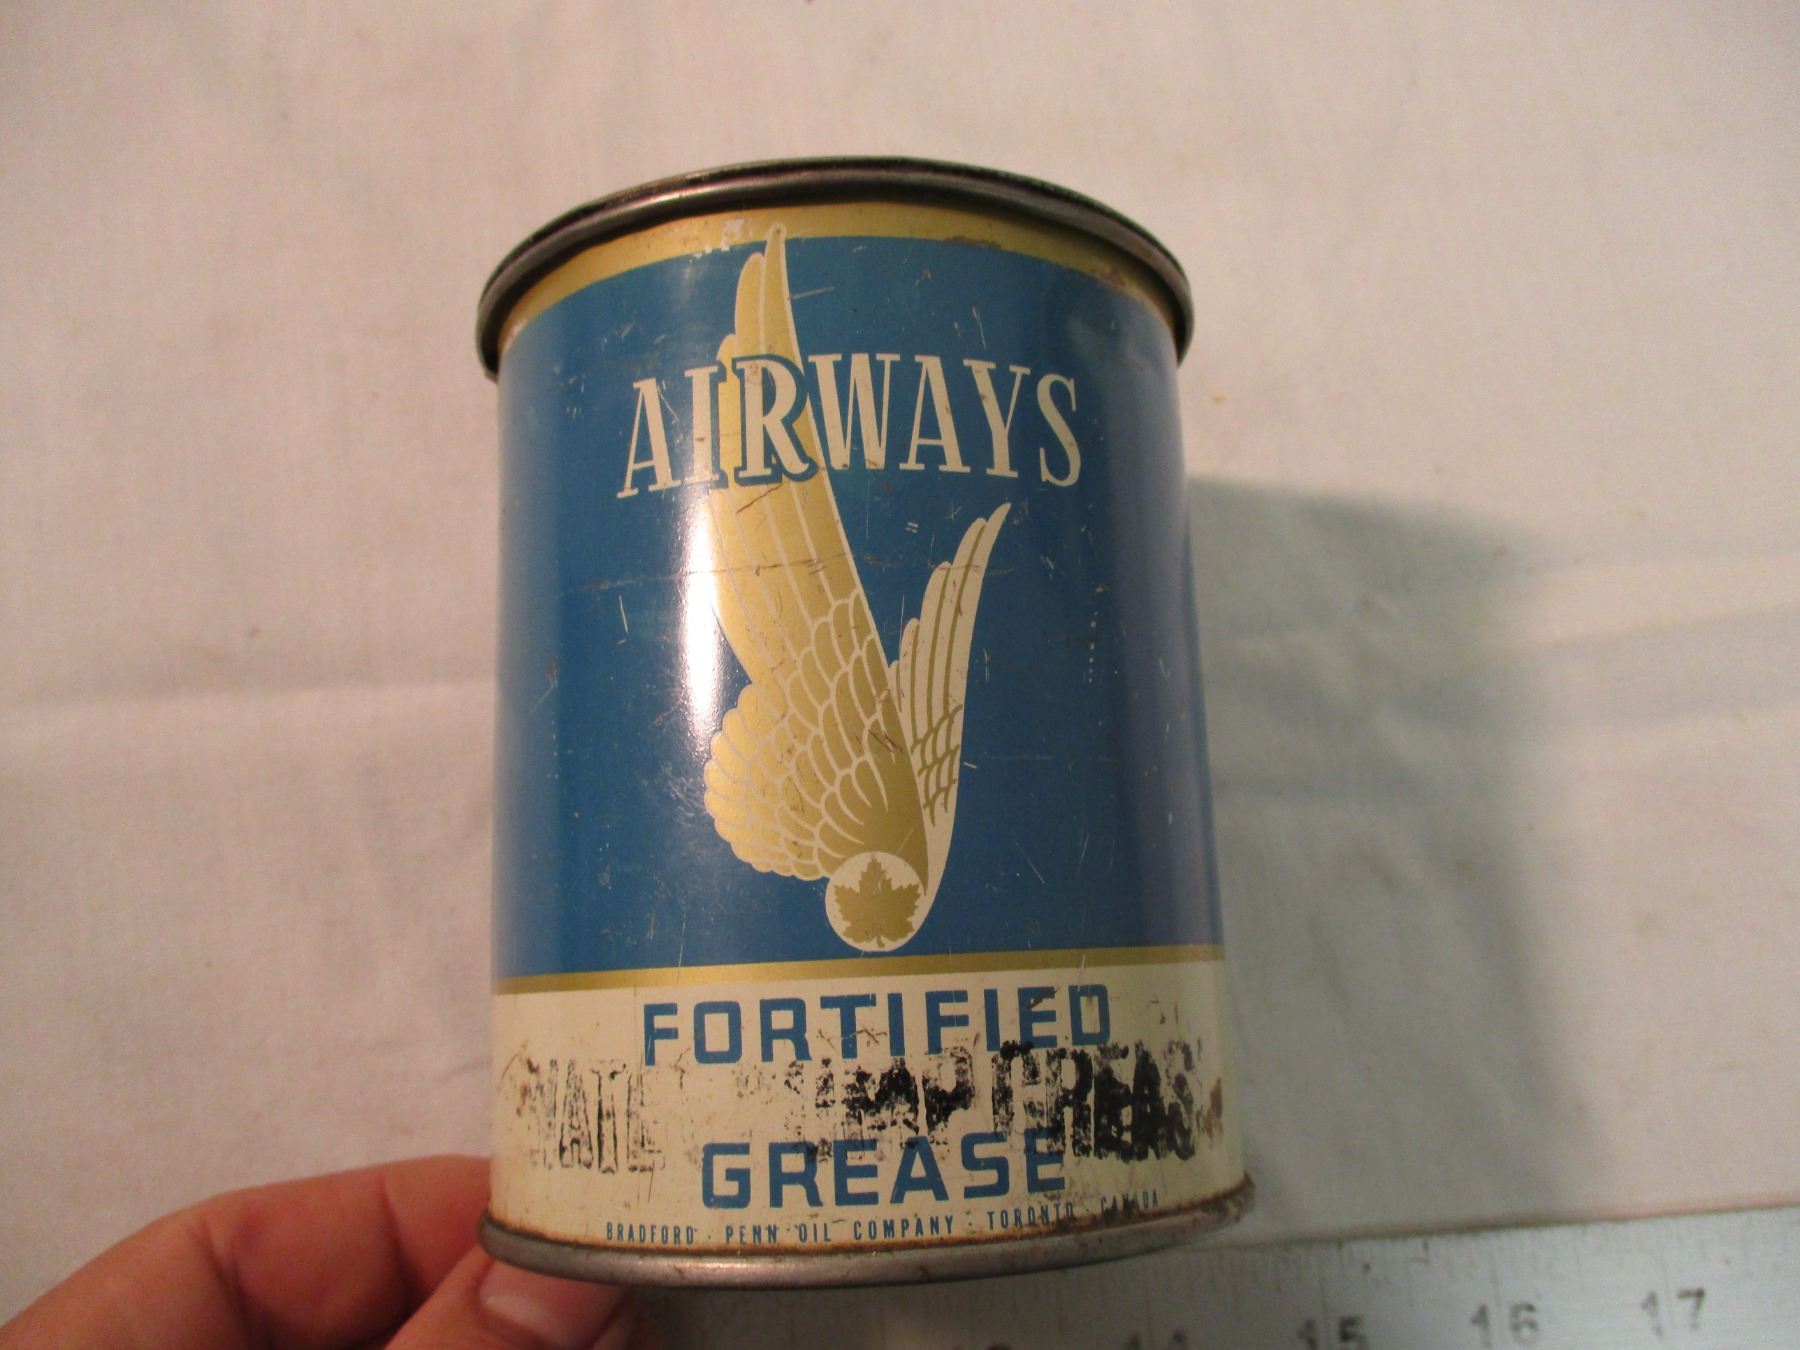 AIRWAYS
FORTIFIED
GREASE
BRADFORD - PENN OIL COMPANY - TORONTO CANADA
15 16 17